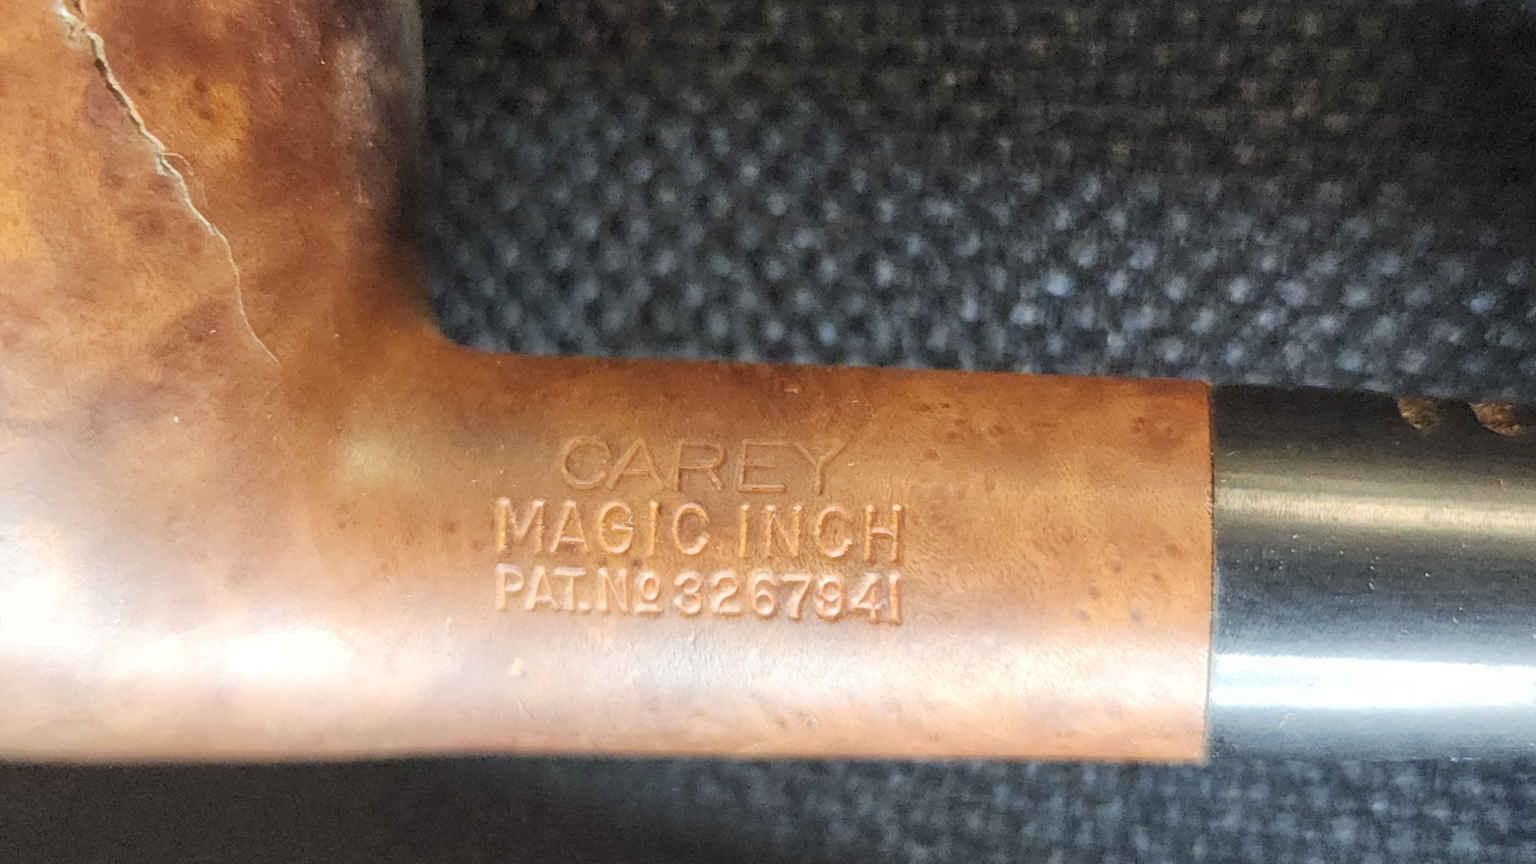 CAREY
MAGIC INCH
PAT.Nº 3267941